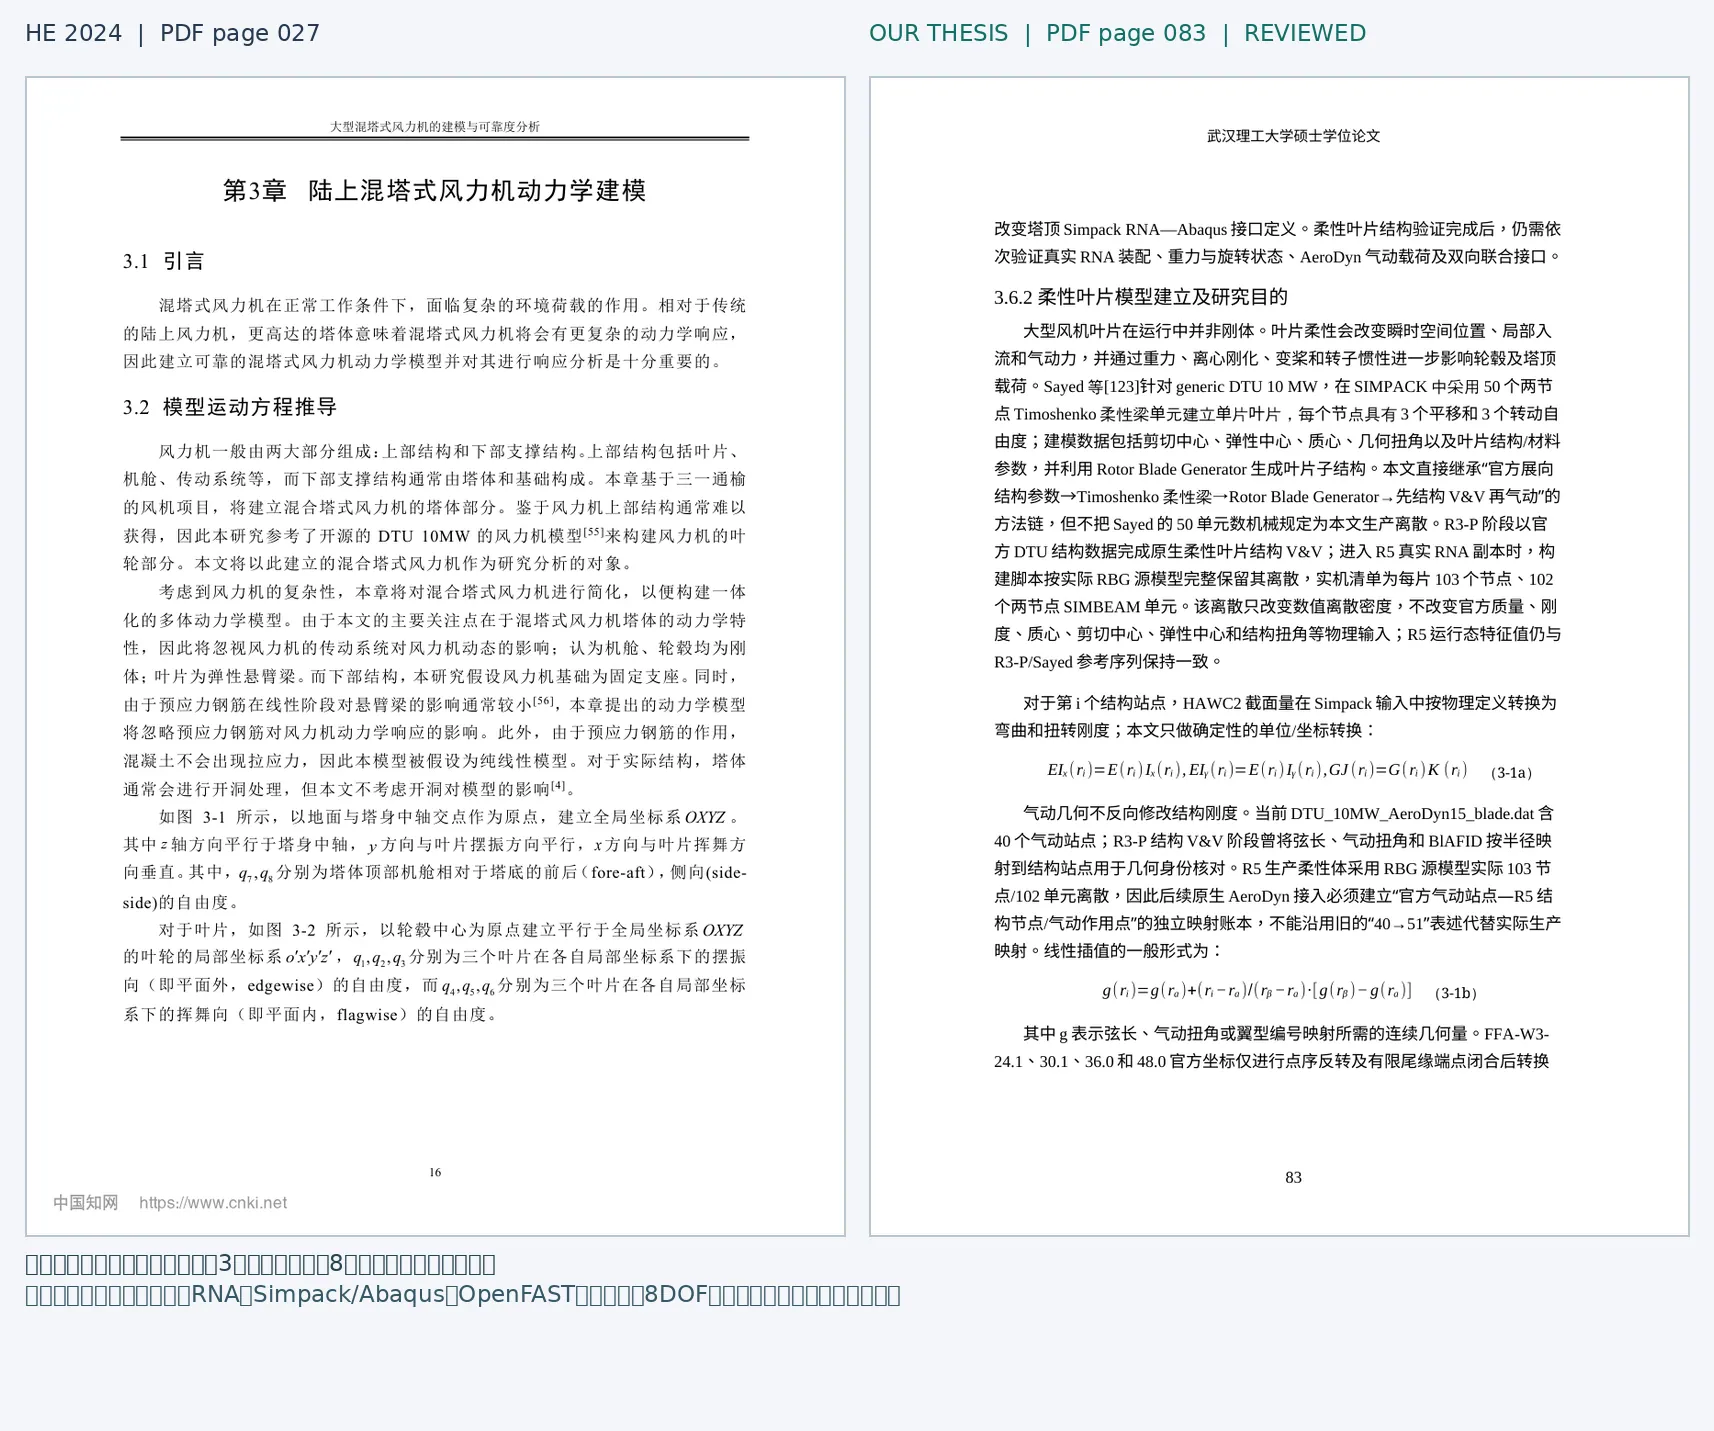 HE 2024 | PDF page 027
大型混塔式风力机的建模与可靠度分析
第3章 陆上混塔式风力机动力学建模
3.1 引言
混塔式风力机在正常工作条件下，面临复杂的环境荷载的作用。相对于传统
的陆上风力机，更高达的塔体意味着混塔式风力机将会有更复杂的动力学响应，
因此建立可靠的混塔式风力机动力学模型并对其进行响应分析是十分重要的。
3.2 模型运动方程推导
风力机一般由两大部分组成：上部结构和下部支撑结构。上部结构包括叶片、
机舱、传动系统等，而下部支撑结构通常由塔体和基础构成。本章基于三一通榆
的风机项目，将建立混合塔式风力机的塔体部分。鉴于风力机上部结构通常难以
获得，因此本研究参考了开源的 DTU 10MW 的风力机模型[55]来构建风力机的叶
轮部分。本文将以此建立的混合塔式风力机作为研究分析的对象。
考虑到风力机的复杂性，本章将对混合塔式风力机进行简化，以便构建一体
化的多体动力学模型。由于本文的主要关注点在于混塔式风力机塔体的动力学特
性，因此将忽视风力机的传动系统对风力机动态的影响；认为机舱、轮毂均为刚
体；叶片为弹性悬臂梁。而下部结构，本研究假设风力机基础为固定支座。同时，
由于预应力钢筋在线性阶段对悬臂梁的影响通常较小[56]，本章提出的动力学模型
将忽略预应力钢筋对风力机动力学响应的影响。此外，由于预应力钢筋的作用，
混凝土不会出现拉应力，因此本模型被假设为纯线性模型。对于实际结构，塔体
通常会进行开洞处理，但本文不考虑开洞对模型的影响[4]。
如图 3-1 所示，以地面与塔身中轴交点作为原点，建立全局坐标系OXYZ 。
其中z轴方向平行于塔身中轴，y方向与叶片摆振方向平行，x方向与叶片挥舞方
向垂直。其中，q₇,q₈分别为塔体顶部机舱相对于塔底的前后（fore-aft），侧向(side-
side)的自由度。
对于叶片，如图 3-2 所示，以轮毂中心为原点建立平行于全局坐标系OXYZ
的叶轮的局部坐标系o'x'y'z'，q₁,q₂,q₃分别为三个叶片在各自局部坐标系下的摆振
向（即平面外，edgewise）的自由度，而q₄,q₅,q₆分别为三个叶片在各自局部坐标
系下的挥舞向（即平面内，flagwise）的自由度。
16
中国知网 https://www.cnki.net
OUR THESIS | PDF page 083 | REVIEWED
武汉理工大学硕士学位论文
改变塔顶 Simpack RNA—Abaqus 接口定义。柔性叶片结构验证完成后，仍需依
次验证真实 RNA 装配、重力与旋转状态、AeroDyn 气动载荷及双向联合接口。
3.6.2 柔性叶片模型建立及研究目的
大型风机叶片在运行中并非刚体。叶片柔性会改变瞬时空间位置、局部入
流和气动力，并通过重力、离心刚化、变桨和转子惯性进一步影响轮毂及塔顶
载荷。Sayed 等[123]针对 generic DTU 10 MW，在 SIMPACK 中采用 50 个两节
点 Timoshenko 柔性梁单元建立单片叶片，每个节点具有 3 个平移和 3 个转动自
由度；建模数据包括剪切中心、弹性中心、质心、几何扭角以及叶片结构/材料
参数，并利用 Rotor Blade Generator 生成叶片子结构。本文直接继承“官方展向
结构参数→Timoshenko 柔性梁→Rotor Blade Generator→先结构 V&V 再气动”的
方法链，但不把 Sayed 的 50 单元数机械规定为本文生产离散。R3-P 阶段以官
方 DTU 结构数据完成原生柔性叶片结构 V&V；进入 R5 真实 RNA 副本时，构
建脚本按实际 RBG 源模型完整保留其离散，实机清单为每片 103 个节点、102
个两节点 SIMBEAM 单元。该离散只改变数值离散密度，不改变官方质量、刚
度、质心、剪切中心、弹性中心和结构扭角等物理输入；R5 运行态特征值仍与
R3-P/Sayed 参考序列保持一致。
对于第 i 个结构站点，HAWC2 截面量在 Simpack 输入中按物理定义转换为
弯曲和扭转刚度；本文只做确定性的单位/坐标转换：
EIₓ(rᵢ)=E(rᵢ)Iₓ(rᵢ),EIᵧ(rᵢ)=E(rᵢ)Iᵧ(rᵢ),GJ(rᵢ)=G(rᵢ)K(rᵢ) （3-1a）
气动几何不反向修改结构刚度。当前 DTU_10MW_AeroDyn15_blade.dat 含
40 个气动站点；R3-P 结构 V&V 阶段曾将弦长、气动扭角和 BlAFID 按半径映
射到结构站点用于几何身份核对。R5 生产柔性体采用 RBG 源模型实际 103 节
点/102 单元离散，因此后续原生 AeroDyn 接入必须建立“官方气动站点—R5 结
构节点/气动作用点”的独立映射账本，不能沿用旧的“40→51”表述代替实际生产
映射。线性插值的一般形式为：
g(rᵢ)=g(rₐ)+(rᵢ−rₐ)/(rᵦ−rₐ)·[g(rᵦ)−g(rₐ)] （3-1b）
其中 g 表示弦长、气动扭角或翼型编号映射所需的连续几何量。FFA-W3-
24.1、30.1、36.0 和 48.0 官方坐标仅进行点序反转及有限尾缘端点闭合后转换
83
3 8
RNA Simpack/Abaqus OpenFAST 8DOF